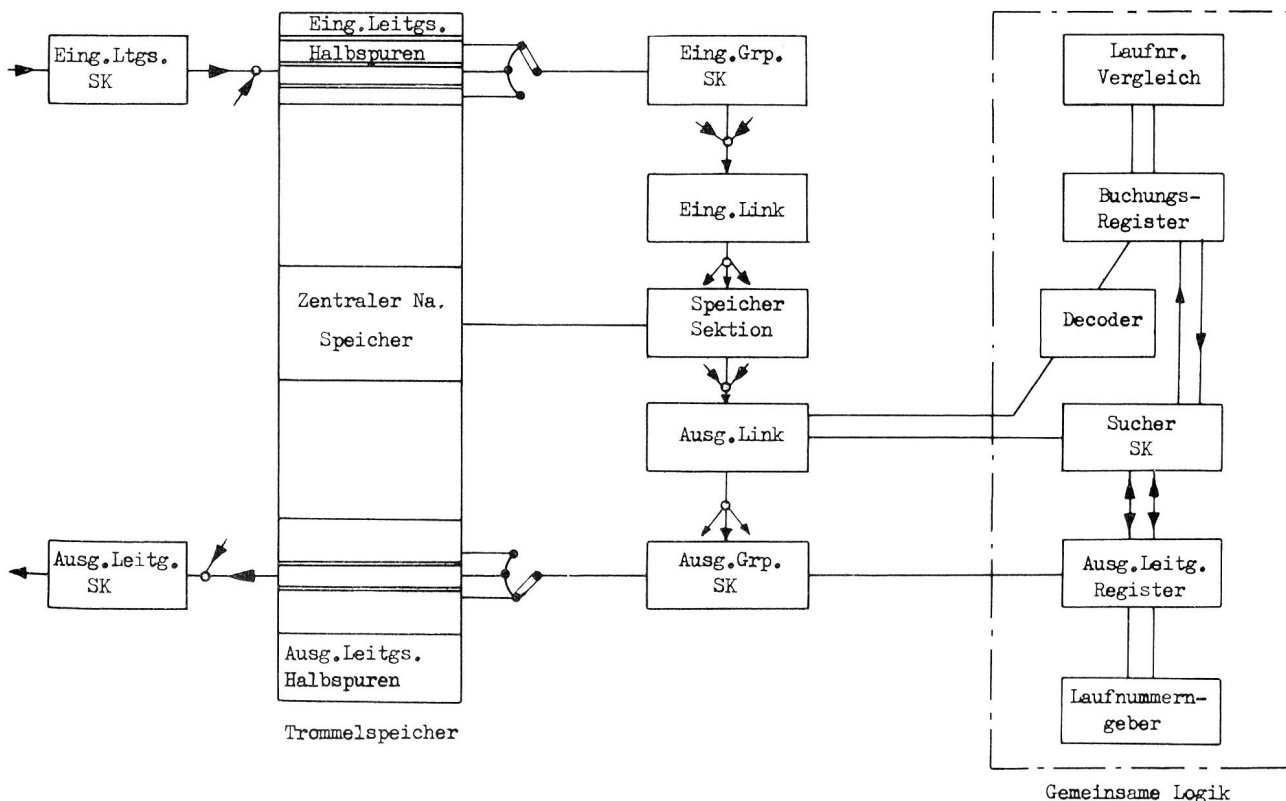 Eing.Ltgs.
SK
Eing.Leitgs.
Halbspuren
Zentraler Na.
Speicher
Ausg.Leitgs.
Halbspuren
Trommelspeicher
Ausg.Leitg.
SK
Eing.Grp.
SK
Eing.Link
Speicher
Sektion
Ausg.Link
Ausg.Grp.
SK
Laufnr.
Vergleich
Buchungs-
Register
Decoder
Sucher
SK
Ausg.Leitg.
Register
Laufnummern-
geber
Gemeinsame Logik